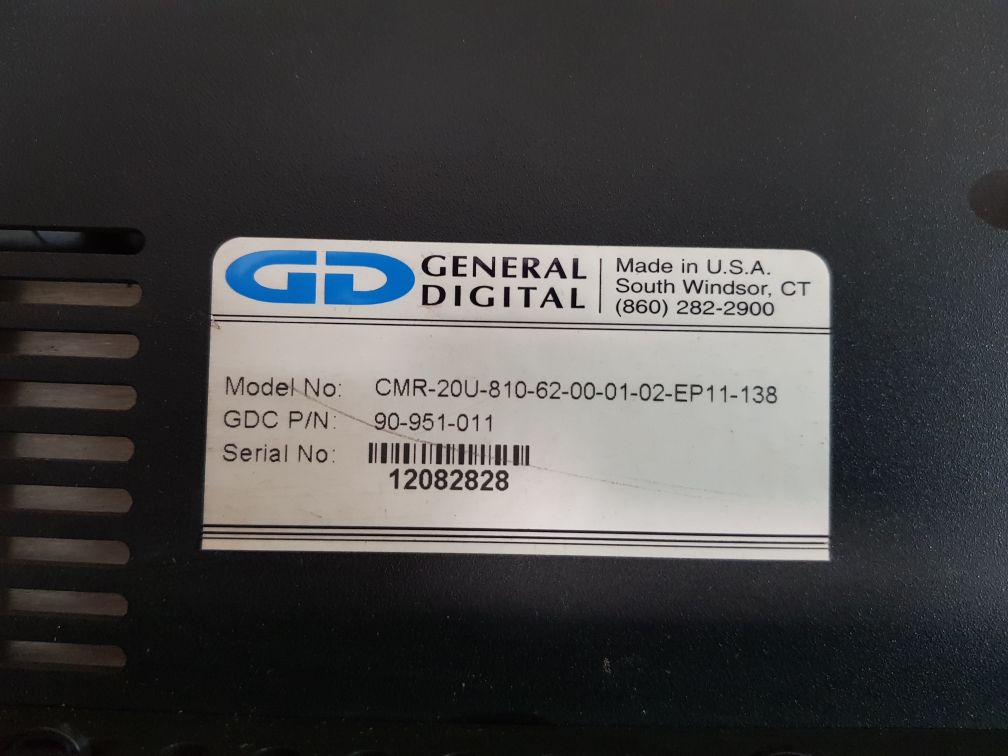 GD GENERAL DIGITAL
Made in U.S.A.
South Windsor, CT
(860) 282-2900
Model No: CMR-20U-810-62-00-01-02-EP11-138
GDC P/N: 90-951-011
Serial No:
12082828